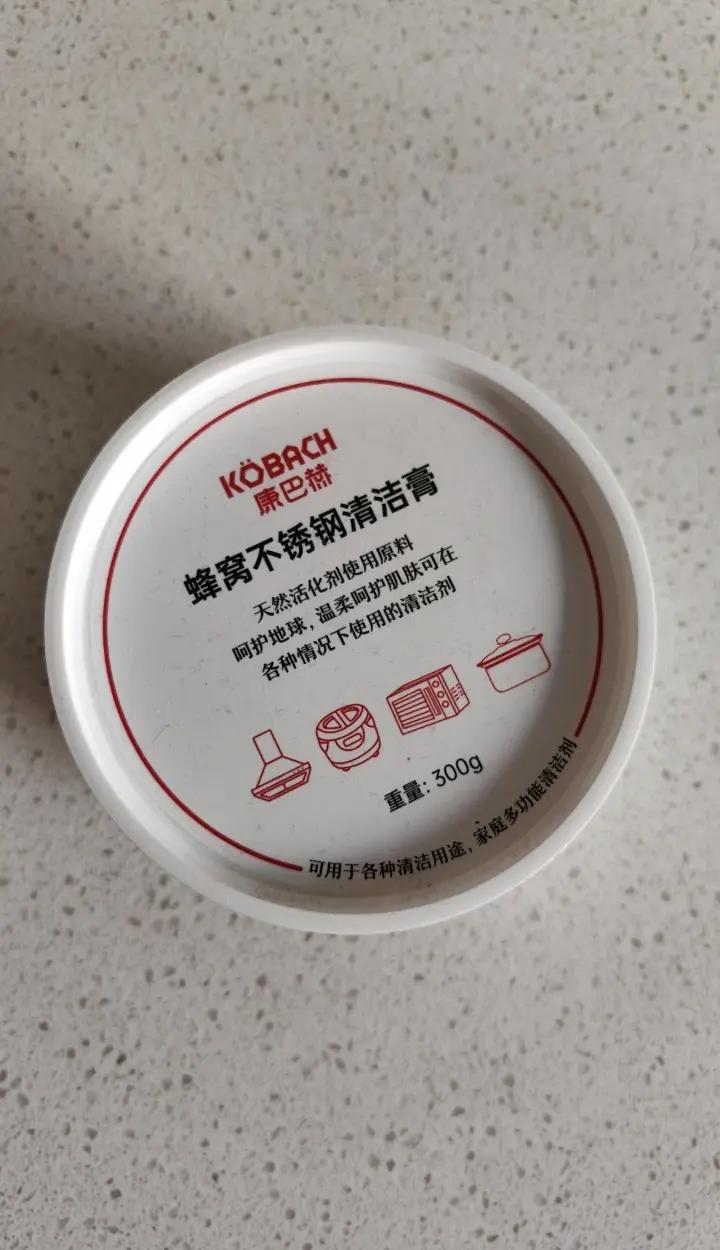 KÖBACH
康巴赫
蜂窝不锈钢清洁膏
天然活化剂使用原料
呵护地球，温柔呵护肌肤可在
各种情况下使用的清洁剂
重量: 300g
可用于各种清洁用途，家庭多功能清洁剂